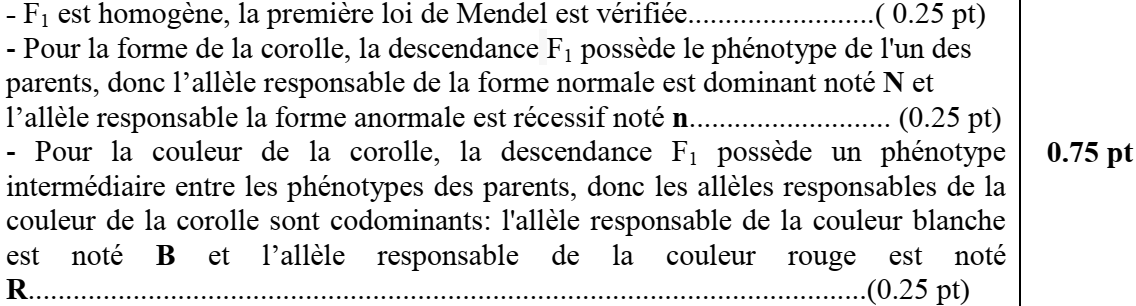 - F₁ est homogène, la première loi de Mendel est vérifiée.........................( 0.25 pt)
- Pour la forme de la corolle, la descendance F₁ possède le phénotype de l'un des
parents, donc l’allèle responsable de la forme normale est dominant noté N et
l’allèle responsable la forme anormale est récessif noté n........................... (0.25 pt)
- Pour la couleur de la corolle, la descendance F₁ possède un phénotype
0.75 pt
intermédiaire entre les phénotypes des parents, donc les allèles responsables de la
couleur de la corolle sont codominants: l'allèle responsable de la couleur blanche
est noté B et l’allèle responsable de la couleur rouge est noté
R.................................................................................................................(0.25 pt)